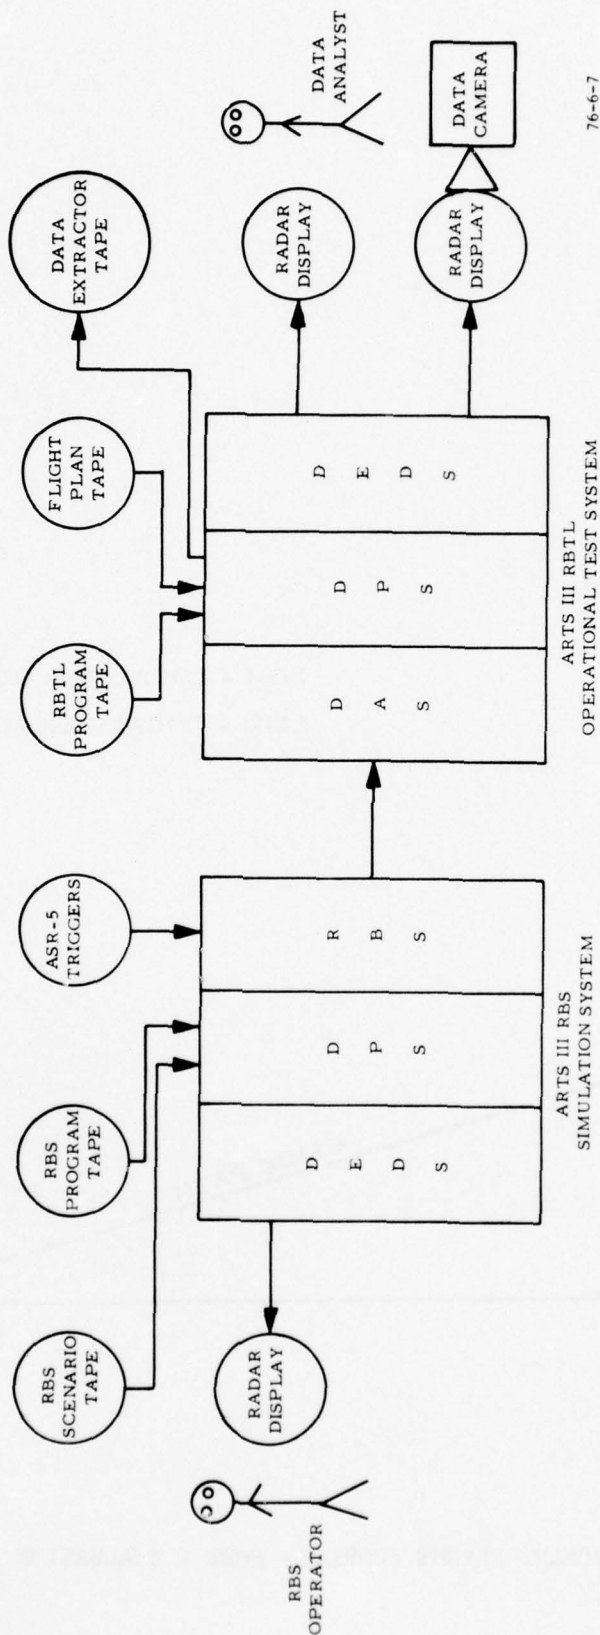 RBS
SCENARIO
TAPE
RBS
PROGRAM
TAPE
ASR-5
TRIGGERS
RBTL
PROGRAM
TAPE
FLIGHT
PLAN
TAPE
DATA
EXTRACTOR
TAPE
RBS
OPERATOR
RADAR
DISPLAY
D
E
D
S
D
P
S
R
B
S
ARTS III RBS
SIMULATION SYSTEM
D
A
S
D
P
S
D
E
D
S
ARTS III RBTL
OPERATIONAL TEST SYSTEM
RADAR
DISPLAY
DATA
ANALYST
RADAR
DISPLAY
DATA
CAMERA
76-6-7